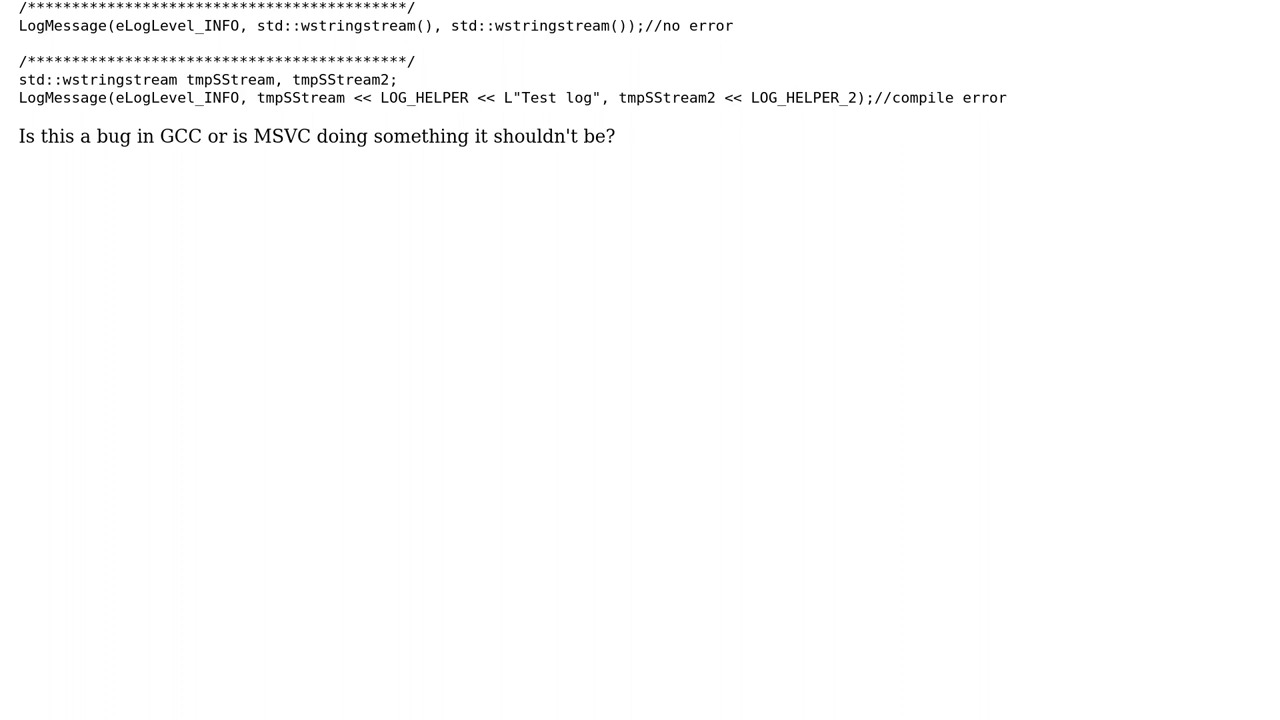 /*******************************************/
LogMessage(eLogLevel_INFO, std::wstringstream(), std::wstringstream());//no error
/*******************************************/
std::wstringstream tmpSStream, tmpSStream2;
LogMessage(eLogLevel_INFO, tmpSStream << LOG_HELPER << L"Test log", tmpSStream2 << LOG_HELPER_2);//compile error
Is this a bug in GCC or is MSVC doing something it shouldn't be?